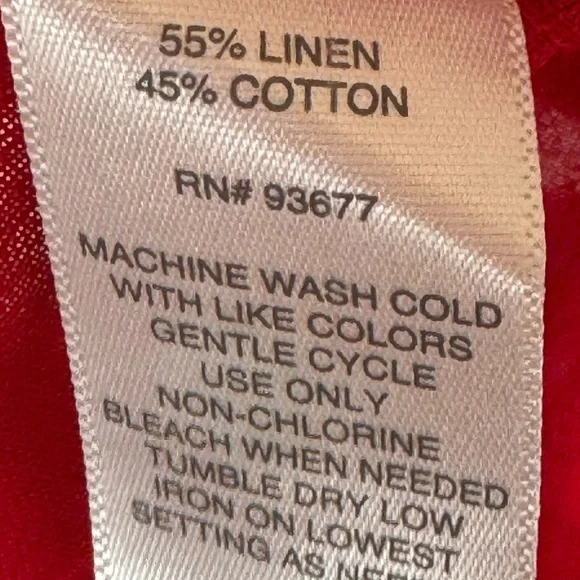 55% LINEN
45% COTTON
RN# 93677
MACHINE WASH COLD
WITH LIKE COLORS
GENTLE CYCLE
USE ONLY
NON-CHLORINE
BLEACH WHEN NEEDED
TUMBLE DRY LOW
IRON ON LOWEST
SETTING AS